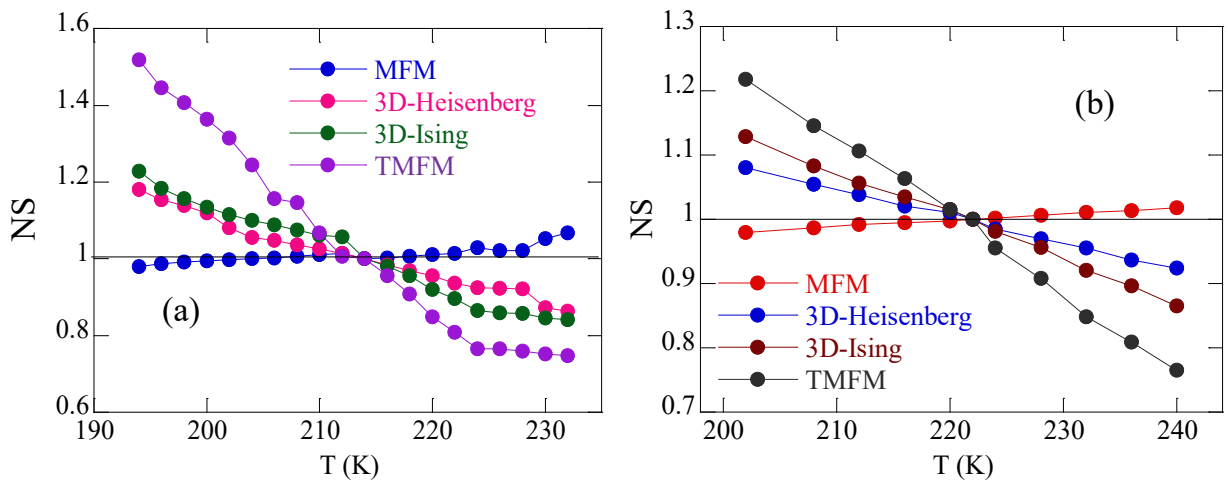 1.6
1.4
1.2
1
0.8
0.6
NS
MFM
3D-Heisenberg
3D-Ising
TMFM
(a)
190
200
210
220
230
T (K)
1.3
1.2
1.1
1.0
0.9
0.8
0.7
NS
(b)
MFM
3D-Heisenberg
3D-Ising
TMFM
200
210
220
230
240
T (K)